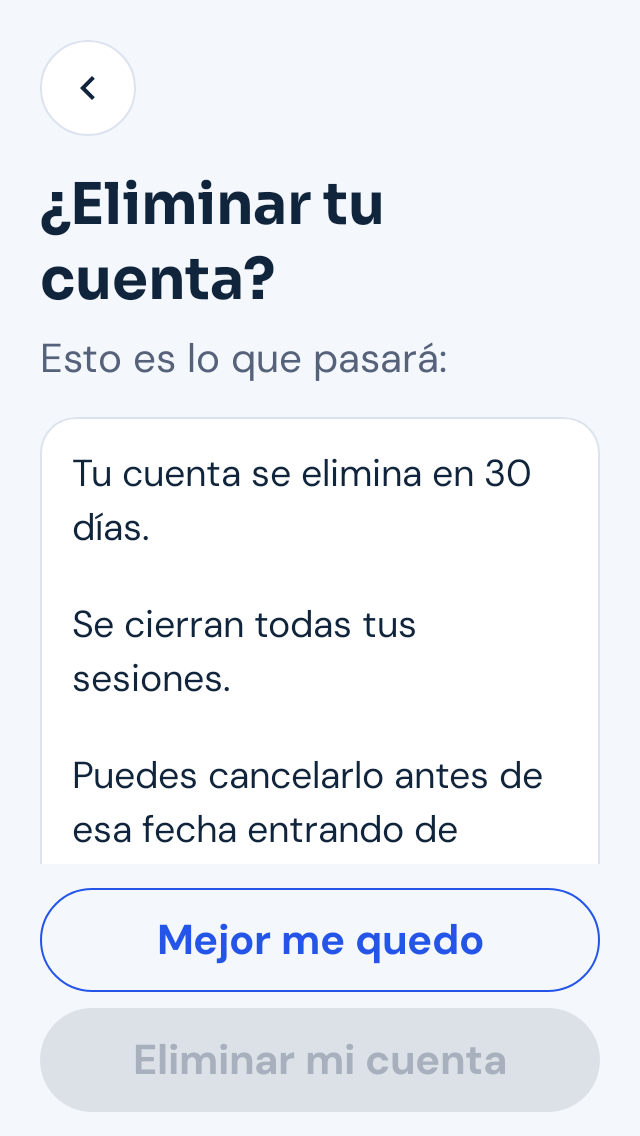 ¿Eliminar tu
cuenta?
Esto es lo que pasará:
Tu cuenta se elimina en 30
días.
Se cierran todas tus
sesiones.
Puedes cancelarlo antes de
esa fecha entrando de
Mejor me quedo
Eliminar mi cuenta